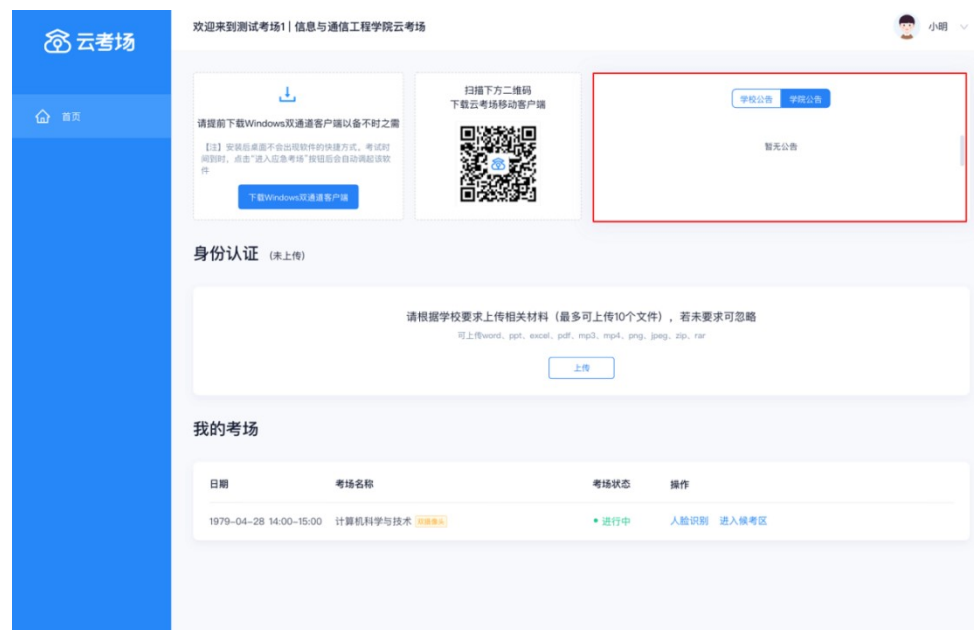 云考场
欢迎来到测试考场1 | 信息与通信工程学院云考场
小明
首页
请提前下载Windows双通道客户端以备不时之需
【注】安装后桌面不会出现软件的快捷方式，考试时
间到时，点击“进入应急考场”按钮后会自动调起该软
件
下载Windows双通道客户端
扫描下方二维码
下载云考场移动客户端
学校公告 学院公告
暂无公告
身份认证 （未上传）
请根据学校要求上传相关材料（最多可上传10个文件），若未要求可忽略
可上传word、ppt、excel、pdf、mp3、mp4、png、jpeg、zip、rar
上传
我的考场
日期 考场名称 考场状态 操作
1979-04-28 14:00-15:00 计算机科学与技术 双摄像头 进行中 人脸识别 进入候考区